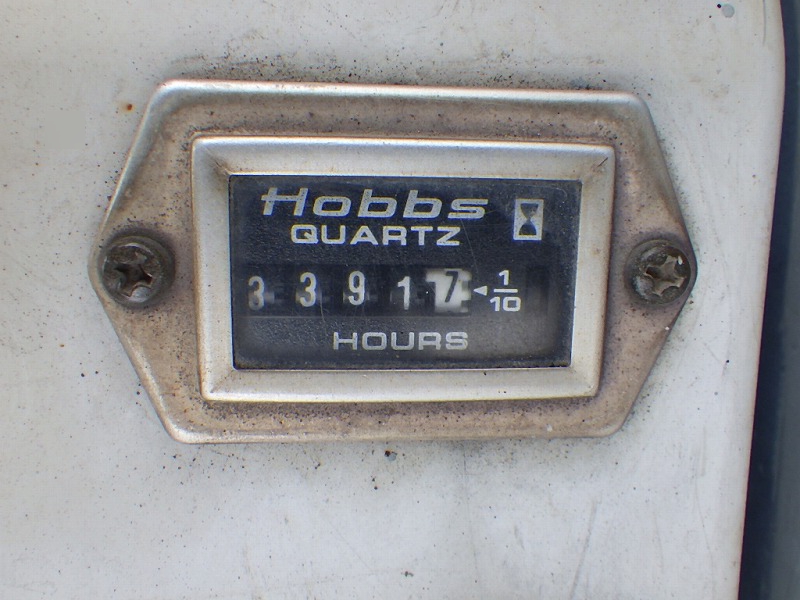 Hobbs
QUARTZ
3 3 9 1 7 ◄ 1/10
HOURS